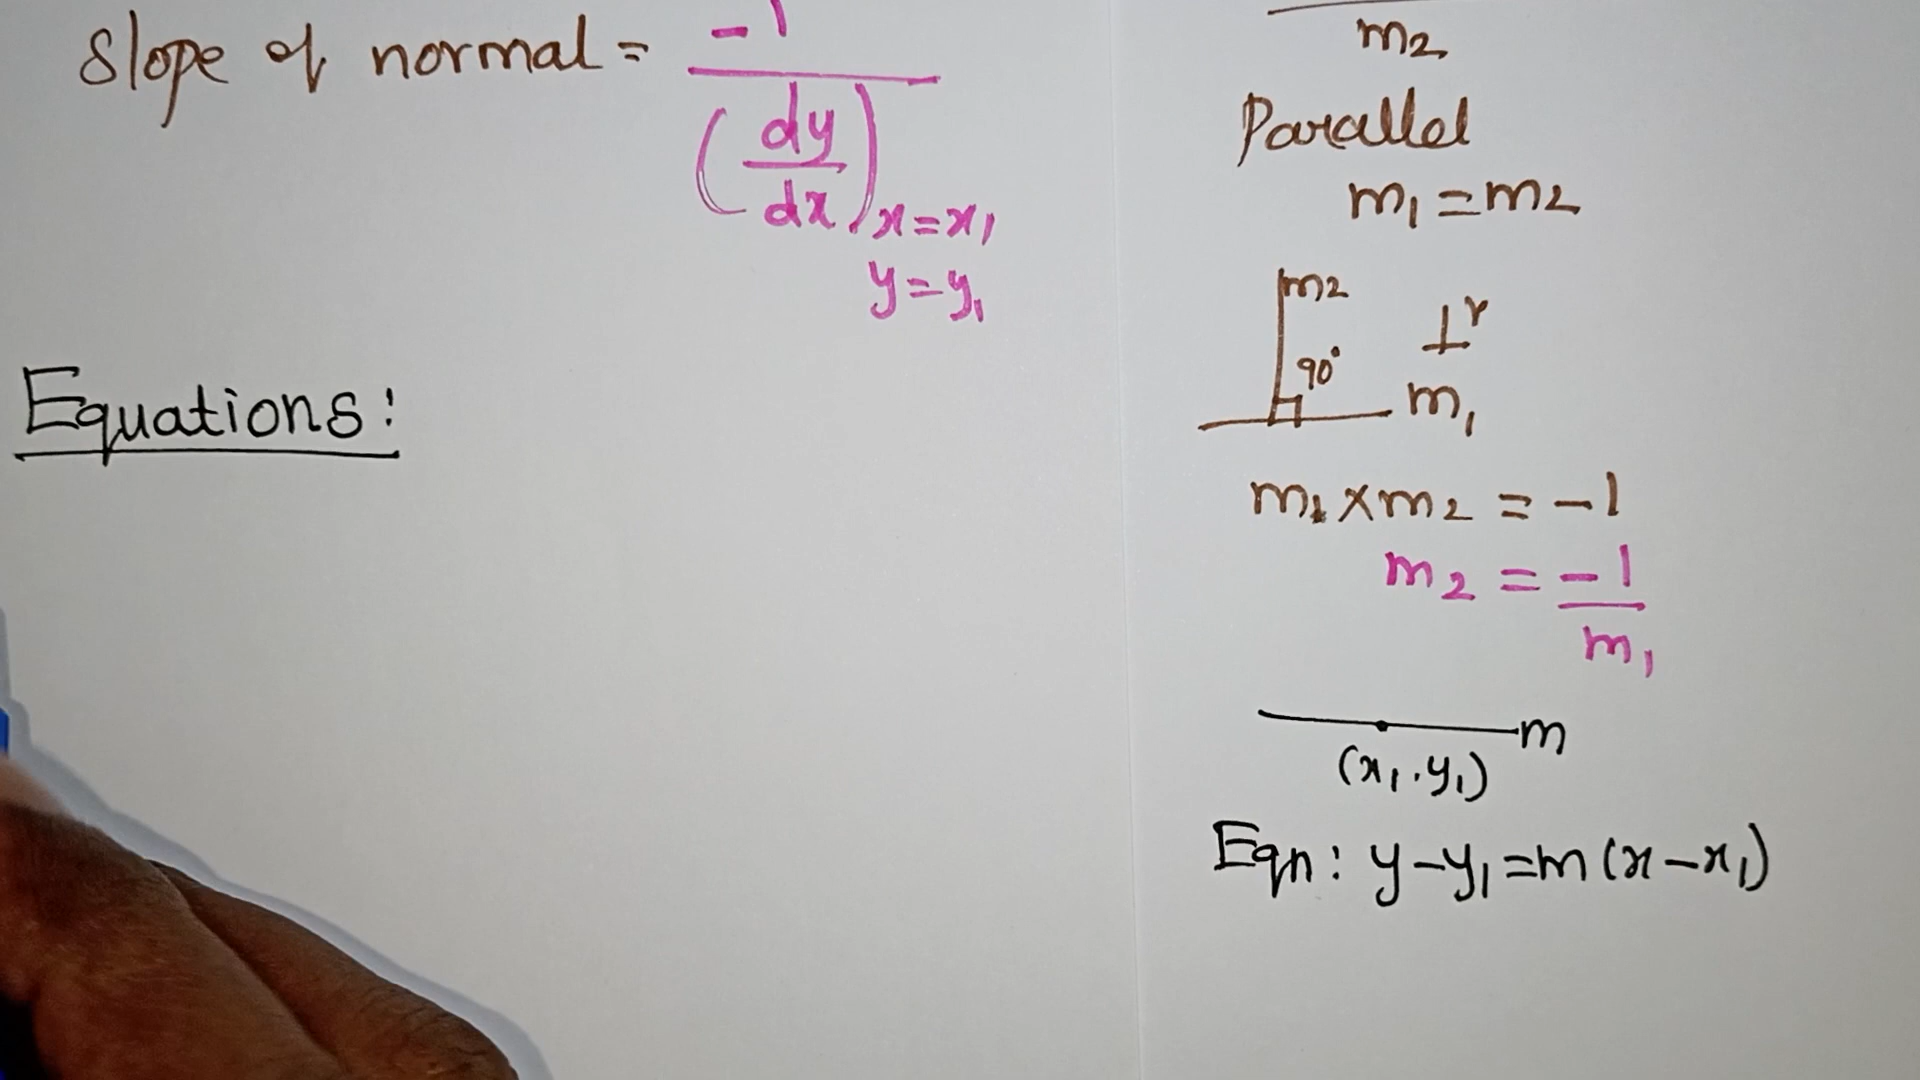 Slope of normal = -1
(dy/dx) x=x1
y=y1
Equations:
m2
Parallel
m1=m2
m2
90° ⊥r
m1
m1×m2 = -1
m2 = -1
m1
m
(x1.y1)
Eqn: y-y1=m(x-x1)